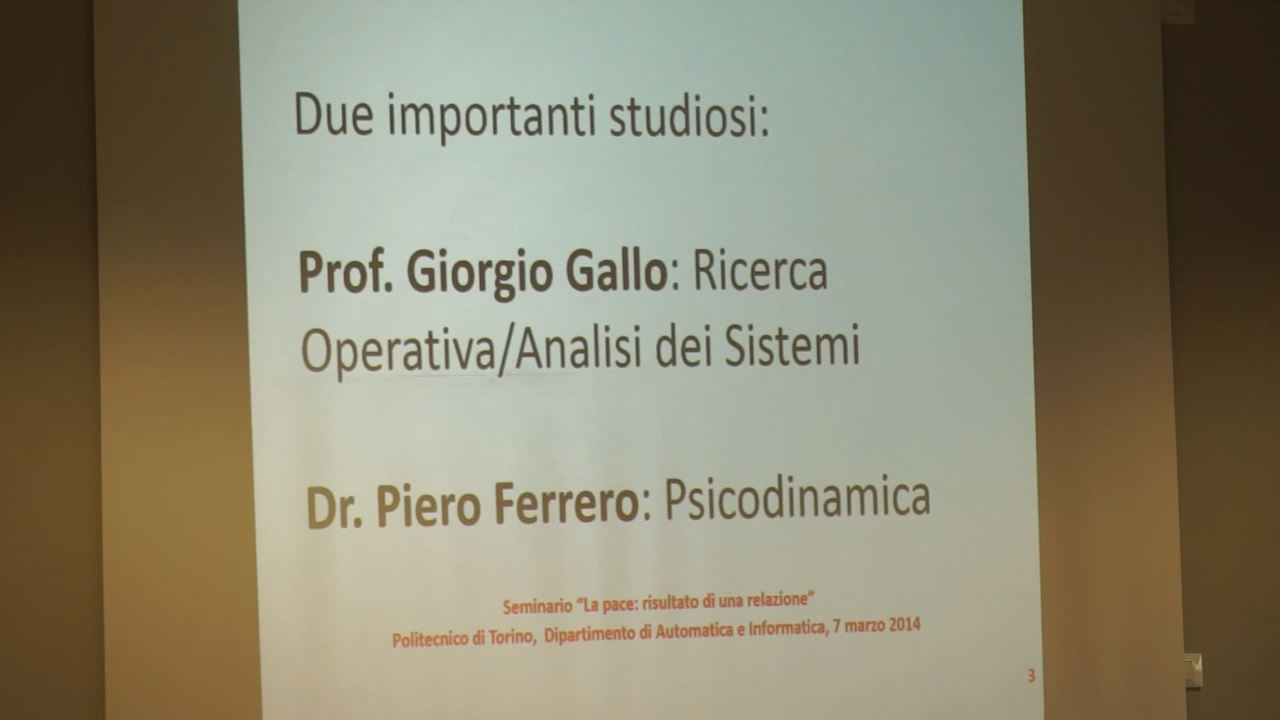 Due importanti studiosi:
Prof. Giorgio Gallo: Ricerca
Operativa/Analisi dei Sistemi
Dr. Piero Ferrero: Psicodinamica
Seminario “La pace: risultato di una relazione”
Politecnico di Torino, Dipartimento di Automatica e Informatica, 7 marzo 2014
3